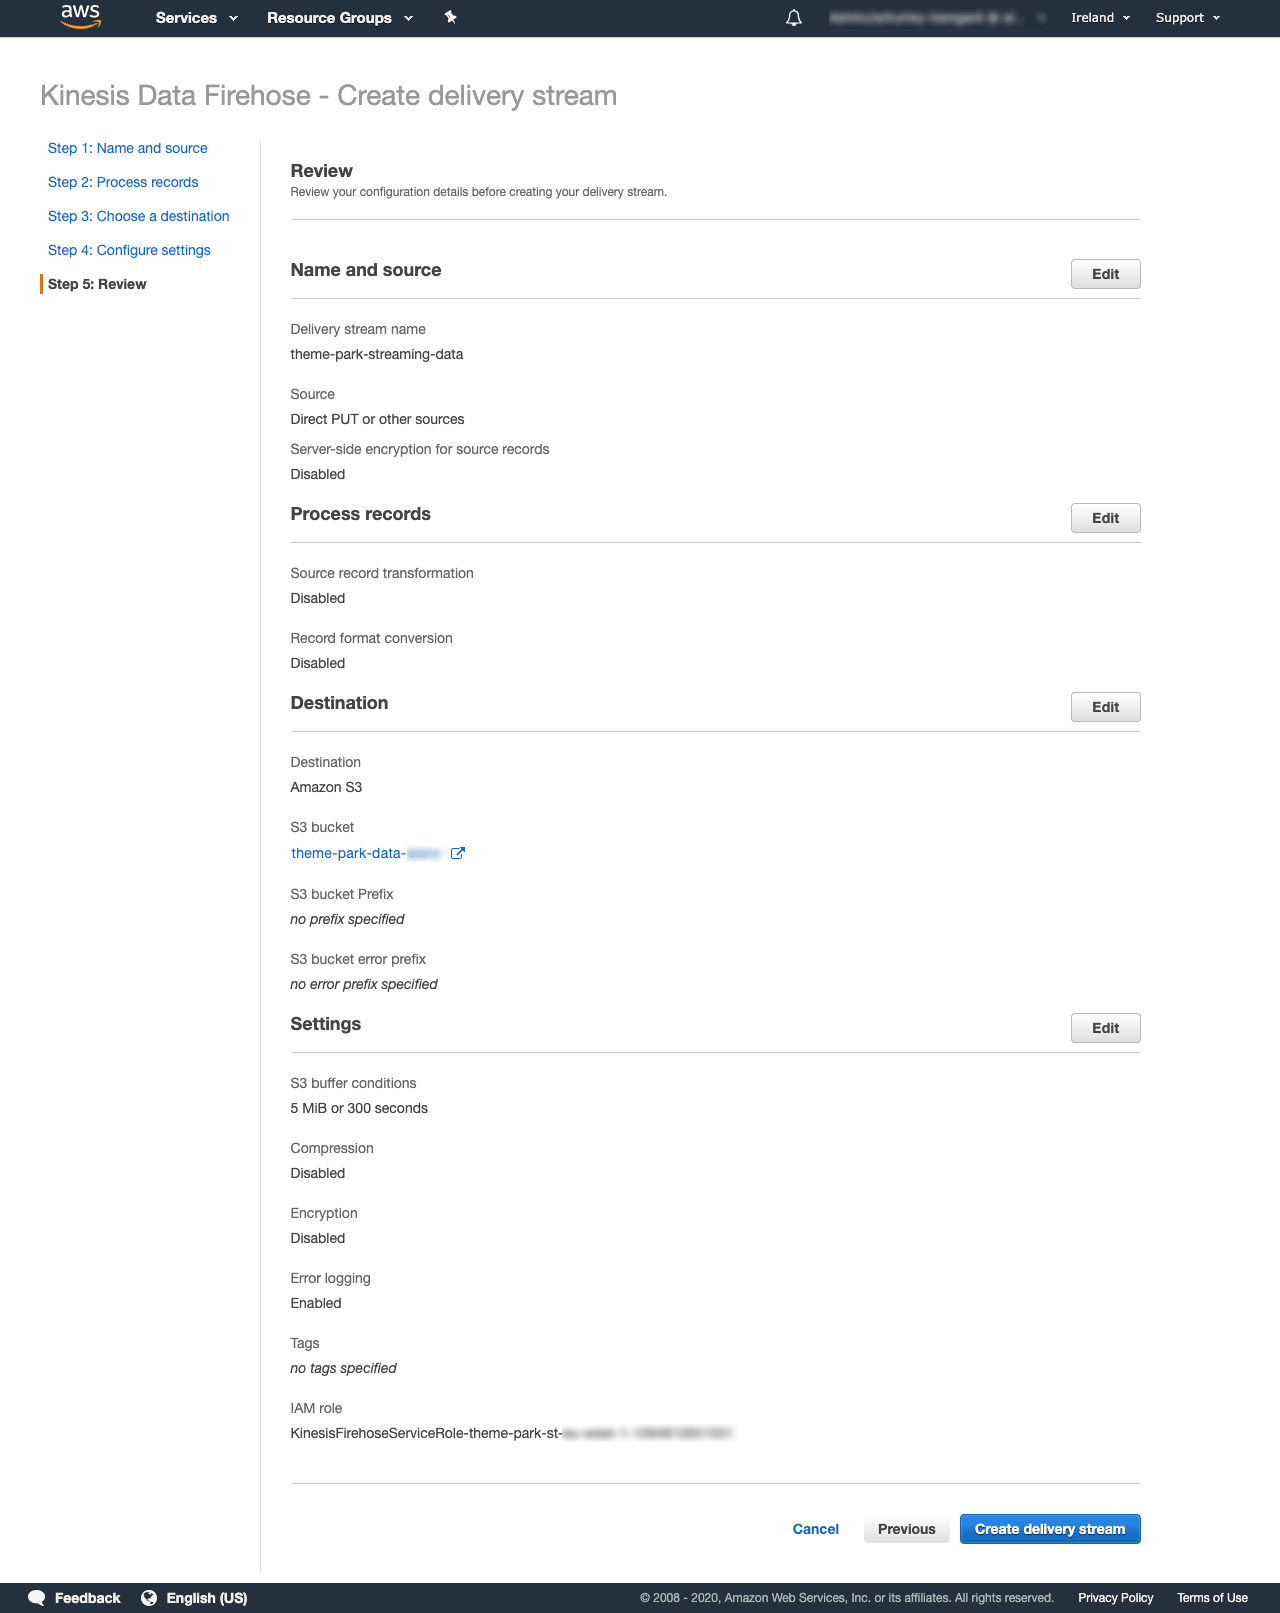 aws
Services
Resource Groups
Ireland
Support
Kinesis Data Firehose - Create delivery stream
Step 1: Name and source
Step 2: Process records
Step 3: Choose a destination
Step 4: Configure settings
Step 5: Review
Review
Review your configuration details before creating your delivery stream.
Name and source
Edit
Delivery stream name
theme-park-streaming-data
Source
Direct PUT or other sources
Server-side encryption for source records
Disabled
Process records
Edit
Source record transformation
Disabled
Record format conversion
Disabled
Destination
Edit
Destination
Amazon S3
S3 bucket
theme-park-data-
S3 bucket Prefix
no prefix specified
S3 bucket error prefix
no error prefix specified
Settings
Edit
S3 buffer conditions
5 MiB or 300 seconds
Compression
Disabled
Encryption
Disabled
Error logging
Enabled
Tags
no tags specified
IAM role
KinesisFirehoseServiceRole-theme-park-st-
Cancel
Previous
Create delivery stream
Feedback
English (US)
© 2008 - 2020, Amazon Web Services, Inc. or its affiliates. All rights reserved.
Privacy Policy
Terms of Use